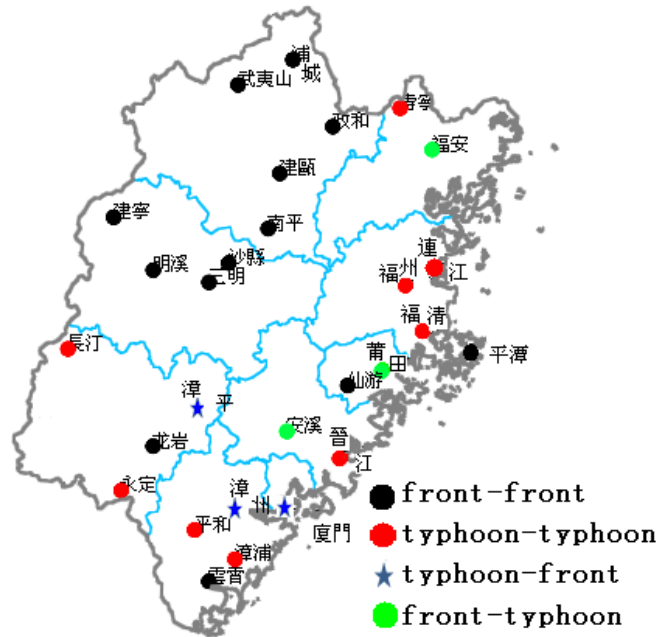 浦城
武夷山
寿寧
政和
福安
建甌
建寧
南平
連江
沙縣
明溪
三明
福州
福清
長汀
平潭
莆田
仙游
漳平
安溪
晉江
龙岩
永定
漳州
廈門
平和
漳浦
雲霄
front-front
typhoon-typhoon
typhoon-front
front-typhoon